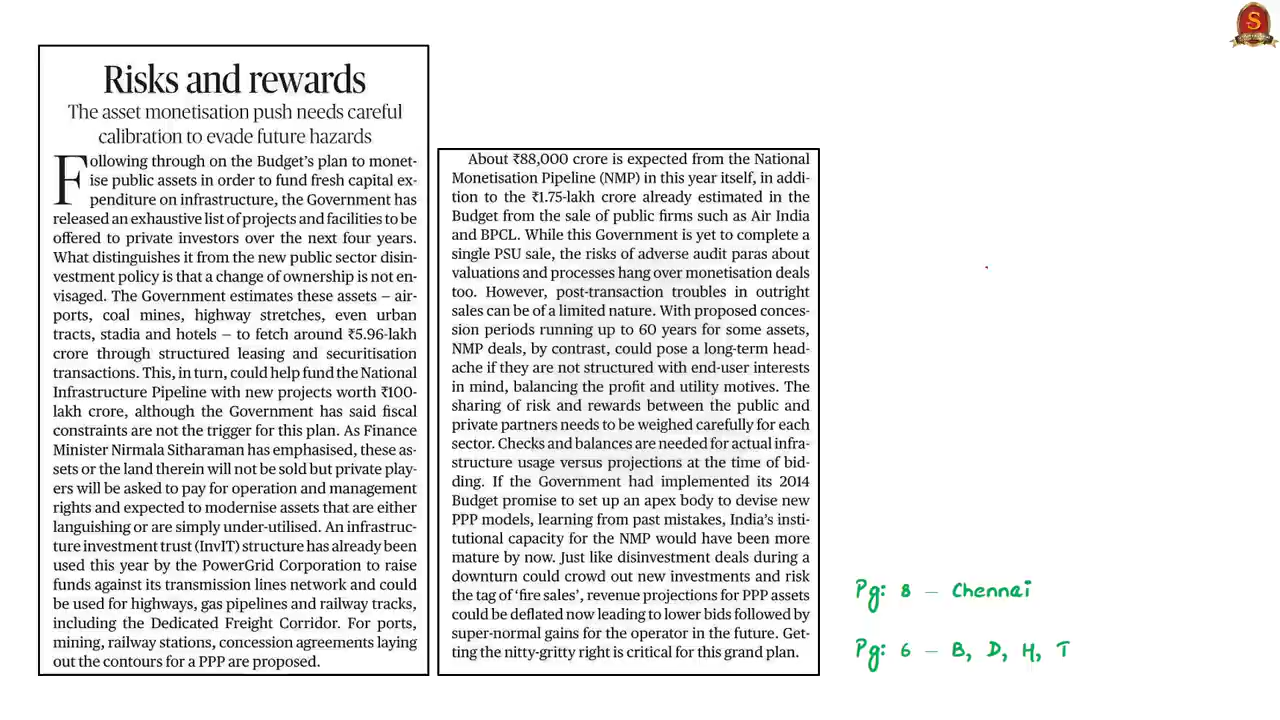 Risks and rewards
The asset monetisation push needs careful
calibration to evade future hazards
Following through on the Budget's plan to monet-
ise public assets in order to fund fresh capital ex-
penditure on infrastructure, the Government has
released an exhaustive list of projects and facilities to be
offered to private investors over the next four years.
What distinguishes it from the new public sector disin-
vestment policy is that a change of ownership is not en-
visaged. The Government estimates these assets – air-
ports, coal mines, highway stretches, even urban
tracts, stadia and hotels – to fetch around ₹5.96-lakh
crore through structured leasing and securitisation
transactions. This, in turn, could help fund the National
Infrastructure Pipeline with new projects worth ₹100-
lakh crore, although the Government has said fiscal
constraints are not the trigger for this plan. As Finance
Minister Nirmala Sitharaman has emphasised, these as-
sets or the land therein will not be sold but private play-
ers will be asked to pay for operation and management
rights and expected to modernise assets that are either
languishing or are simply under-utilised. An infrastruc-
ture investment trust (InvIT) structure has already been
used this year by the PowerGrid Corporation to raise
funds against its transmission lines network and could
be used for highways, gas pipelines and railway tracks,
including the Dedicated Freight Corridor. For ports,
mining, railway stations, concession agreements laying
out the contours for a PPP are proposed.
About ₹88,000 crore is expected from the National
Monetisation Pipeline (NMP) in this year itself, in addi-
tion to the ₹1.75-lakh crore already estimated in the
Budget from the sale of public firms such as Air India
and BPCL. While this Government is yet to complete a
single PSU sale, the risks of adverse audit paras about
valuations and processes hang over monetisation deals
too. However, post-transaction troubles in outright
sales can be of a limited nature. With proposed conces-
sion periods running up to 60 years for some assets,
NMP deals, by contrast, could pose a long-term head-
ache if they are not structured with end-user interests
in mind, balancing the profit and utility motives. The
sharing of risk and rewards between the public and
private partners needs to be weighed carefully for each
sector. Checks and balances are needed for actual infra-
structure usage versus projections at the time of bid-
ding. If the Government had implemented its 2014
Budget promise to set up an apex body to devise new
PPP models, learning from past mistakes, India's insti-
tutional capacity for the NMP would have been more
mature by now. Just like disinvestment deals during a
downturn could crowd out new investments and risk
the tag of 'fire sales', revenue projections for PPP assets
could be deflated now leading to lower bids followed by
super-normal gains for the operator in the future. Get-
ting the nitty-gritty right is critical for this grand plan.
Pg: 8 – Chennai
Pg: 6 – B, D, H, T
S